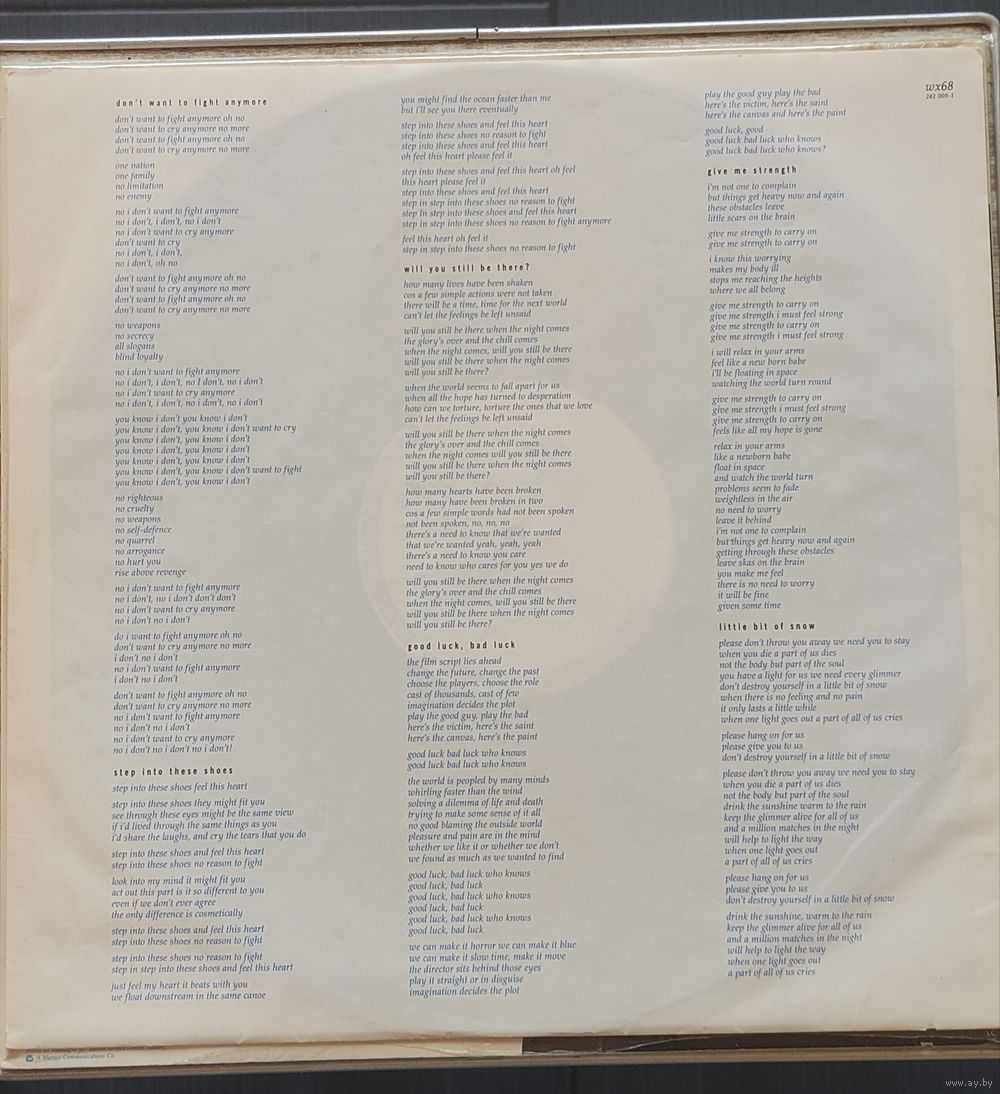 don't want to fight anymore
don't want to fight anymore oh no
don't want to cry anymore no more
don't want to fight anymore oh no
don't want to cry anymore no more
one nation
one family
no limitation
no enemy
no i don't want to fight anymore
no i don't, i don't, no i don't
no i don't want to cry anymore
don't want to cry
no i don't, i don't,
no i don't, oh no
don't want to fight anymore oh no
don't want to cry anymore no more
don't want to fight anymore oh no
don't want to cry anymore no more
no weapons
no secrecy
all slogans
blind loyalty
no i don't want to fight anymore
no i don't, i don't, no I don't, no i don't
no i don't want to cry anymore
no i don't, i don't, no i don't, no i don't
you know i don't you know i don't
you know i don't, you know i don't want to cry
you know i don't, you know i don't
you know i don't, you know i don't
you know i don't, you know i don't
you know i don't, you know i don't want to fight
you know i don't, you know i don't
no righteous
no cruelty
no weapons
no self-defence
no quarrel
no arrogance
no hurt you
rise above revenge
no i don't want to fight anymore
no i don't, no i don't don't don't
no i don't want to cry anymore
no i don't no i don't
do i want to fight anymore oh no
don't want to cry anymore no more
i don't no i don't
no i don't want to fight anymore
i don't no i don't
don't want to fight anymore oh no
don't want to cry anymore no more
no i don't want to fight anymore
no i don't no i don't
no i don't want to cry anymore
no i don't no i don't no i don't!
step into these shoes
step into these shoes feel this heart
step into these shoes they might fit you
see through these eyes might be the same view
if i'd lived through the same things as you
i'd share the laughs, and cry the tears that you do
step into these shoes and feel this heart
step into these shoes no reason to fight
look into my mind it might fit you
act out this part is it so different to you
even if we don't ever agree
the only difference is cosmetically
step into these shoes and feel this heart
step into these shoes no reason to fight
step into these shoes no reason to fight
step in step into these shoes and feel this heart
just feel my heart it beats with you
we float downstream in the same canoe
you might find the ocean faster than me
but i'll see you there eventually
step into these shoes and feel this heart
step into these shoes no reason to fight
step into these shoes and feel this heart
oh feel this heart please feel it
step into these shoes and feel this heart oh feel
this heart please feel it
step into these shoes and feel this heart
step in step into these shoes no reason to fight
step in step into these shoes and feel this heart
step in step into these shoes no reason to fight anymore
feel this heart oh feel it
step in step into these shoes no reason to fight
will you still be there?
how many lives have been shaken
cos a few simple actions were not taken
there will be a time, time for the next world
can't let the feelings be left unsaid
will you still be there when the night comes
the glory's over and the chill comes
when the night comes, will you still be there
will you still be there when the night comes
will you still be there?
when the world seems to fall apart for us
when all the hope has turned to desperation
how can we torture, torture the ones that we love
can't let the feelings be left unsaid
will you still be there when the night comes
the glory's over and the chill comes
when the night comes will you still be there
will you still be there when the night comes
will you still be there?
how many hearts have been broken
how many have been broken in two
cos a few simple words had not been spoken
not been spoken, no, no, no
there's a need to know that we're wanted
that we're wanted yeah, yeah, yeah
there's a need to know you care
need to know who cares for you yes we do
will you still be there when the night comes
the glory's over and the chill comes
when the night comes, will you still be there
will you still be there when the night comes
will you still be there?
good luck, bad luck
the film script lies ahead
change the future, change the past
choose the players, choose the role
cast of thousands, cast of few
imagination decides the plot
play the good guy, play the bad
here's the victim, here's the saint
here's the canvas, here's the paint
good luck bad luck who knows
good luck bad luck who knows
the world is peopled by many minds
whirling faster than the wind
solving a dilemma of life and death
trying to make some sense of it all
no good blaming the outside world
pleasure and pain are in the mind
whether we like it or whether we don't
we found as much as we wanted to find
good luck, bad luck who knows
good luck, bad luck
good luck, bad luck who knows
good luck, bad luck
good luck, bad luck who knows
good luck, bad luck
we can make it horror we can make it blue
we can make it slow time, make it move
the director sits behind those eyes
play it straight or in disguise
imagination decides the plot
play the good guy play the bad
here's the victim, here's the saint
here's the canvas and here's the paint
good luck, good
good luck bad luck who knows
good luck bad luck who knows?
give me strength
i'm not one to complain
but things get heavy now and again
these obstacles leave
little scars on the brain
give me strength to carry on
give me strength to carry on
i know this worrying
makes my body ill
stops me reaching the heights
where we all belong
give me strength to carry on
give me strength i must feel strong
give me strength to carry on
give me strength i must feel strong
i will relax in your arms
feel like a new born babe
i'll be floating in space
watching the world turn round
give me strength to carry on
give me strength i must feel strong
give me strength to carry on
feels like all my hope is gone
relax in your arms
like a newborn babe
float in space
and watch the world turn
problems seem to fade
weightless in the air
no need to worry
leave it behind
i'm not one to complain
but things get heavy now and again
getting through these obstacles
leave skas on the brain
you make me feel
there is no need to worry
it will be fine
given some time
little bit of snow
please don't throw you away we need you to stay
when you die a part of us dies
not the body but part of the soul
you have a light for us we need every glimmer
don't destroy yourself in a little bit of snow
when there is no feeling and no pain
it only lasts a little while
when one light goes out a part of all of us cries
please hang on for us
please give you to us
don't destroy yourself in a little bit of snow
please don't throw you away we need you to stay
when you die a part of us dies
not the body but part of the soul
drink the sunshine warm to the rain
keep the glimmer alive for all of us
and a million matches in the night
will help to light the way
when one light goes out
a part of all of us cries
please hang on for us
please give you to us
don't destroy yourself in a little bit of snow
drink the sunshine, warm to the rain
keep the glimmer alive for all of us
and a million matches in the night
will help to light the way
when one light goes out
a part of all of us cries
wx68
242 009-1
a Warner Communications Co
www.ay.by